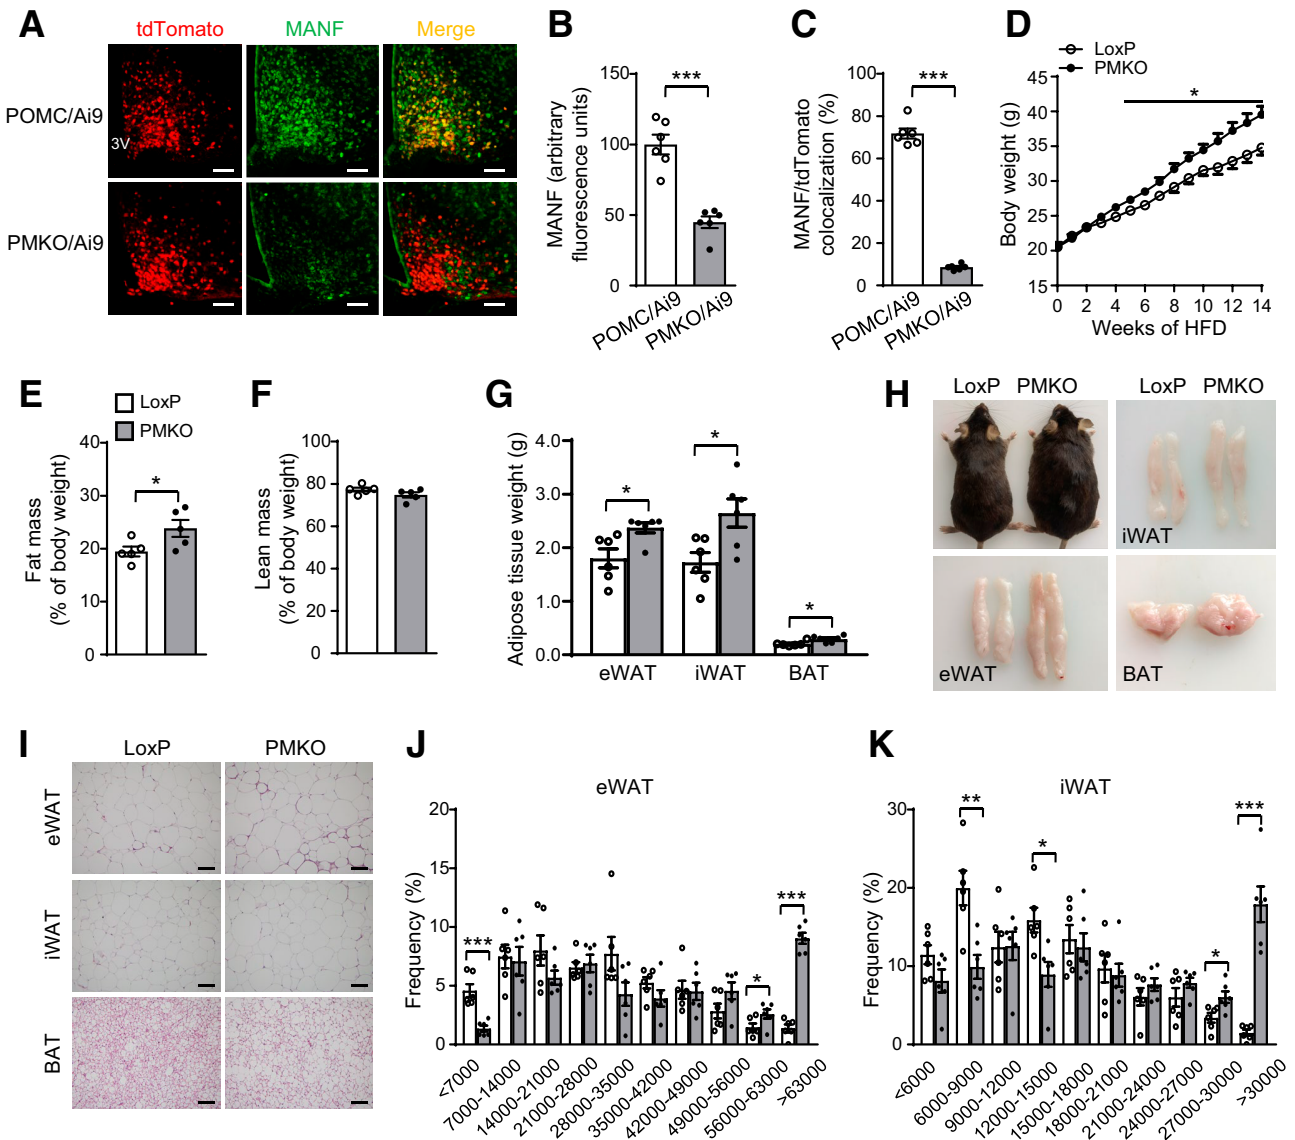 A
tdTomato MANF Merge
POMC/Ai9
3V
PMKO/Ai9
B
MANF (arbitrary
fluorescence units)
150
100
50
0
***
POMC/Ai9
PMKO/Ai9
C
MANF/tdTomato
colocalization (%)
100
80
60
40
20
0
***
POMC/Ai9
PMKO/Ai9
D
LoxP
PMKO
Body weight (g)
45
40
35
30
25
20
15
*
0 2 4 6 8 10 12 14
Weeks of HFD
E
LoxP
PMKO
Fat mass
(% of body weight)
40
30
20
10
0
*
F
Lean mass
(% of body weight)
100
80
60
40
20
0
G
Adipose tissue weight (g)
4.0
3.0
2.0
1.0
0.0
*
*
*
eWAT iWAT BAT
H
LoxP PMKO
LoxP PMKO
iWAT
eWAT
BAT
I
LoxP PMKO
eWAT
iWAT
BAT
J
eWAT
Frequency (%)
20
15
10
5
0
***
*
***
<7000
7000-14000
14000-21000
21000-28000
28000-35000
35000-42000
42000-49000
49000-56000
56000-63000
>63000
K
iWAT
Frequency (%)
30
20
10
0
**
*
*
***
<6000
6000-9000
9000-12000
12000-15000
15000-18000
18000-21000
21000-24000
24000-27000
27000-30000
>30000